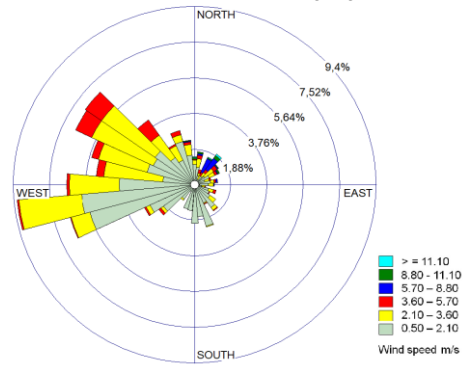 NORTH
9,4%
7,52%
5,64%
3,76%
1,88%
WEST
EAST
SOUTH
> = 11.10
8.80 - 11.10
5.70 – 8.80
3.60 – 5.70
2.10 – 3.60
0.50 – 2.10
Wind speed m/s